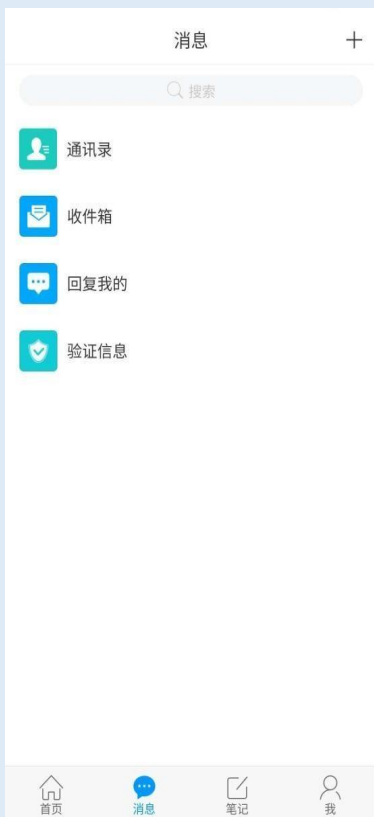 消息
搜索
通讯录
收件箱
回复我的
验证信息
首页 消息 笔记 我